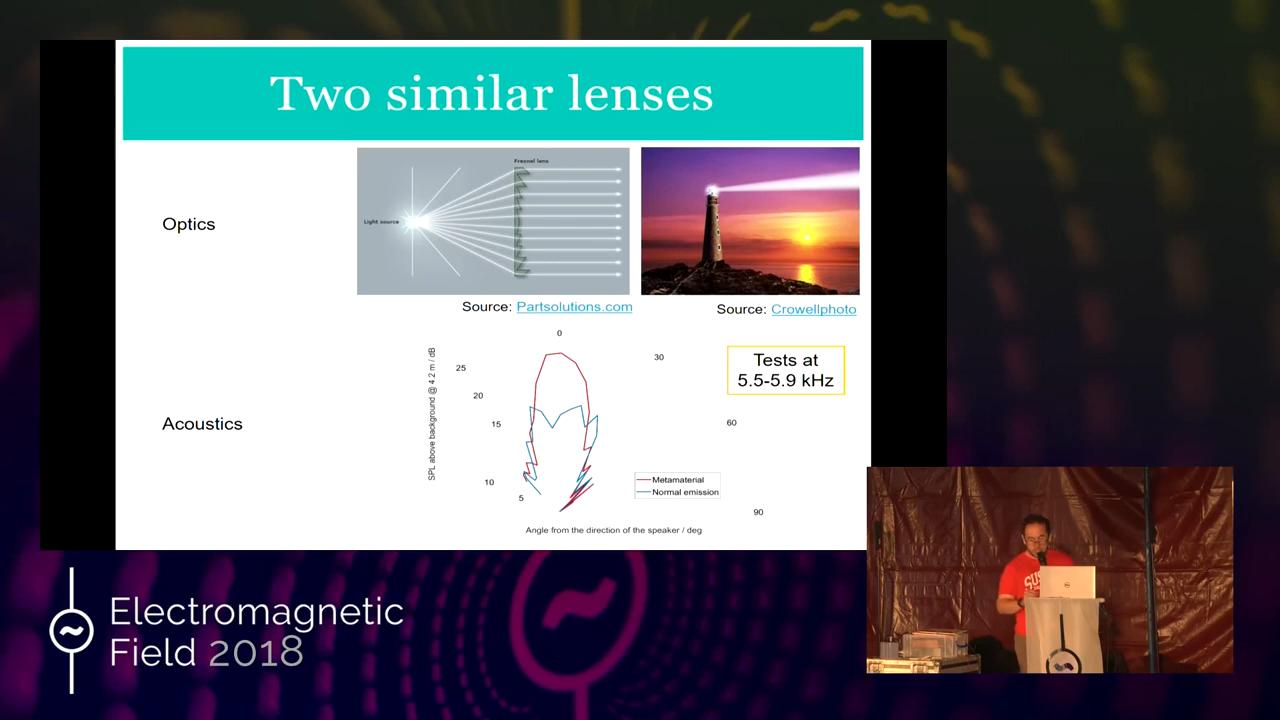 Two similar lenses
Optics
Fresnel lens
Light source
Source: Partsolutions.com
Source: Crowellphoto
Acoustics
SPL above background @ 4.2 m / dB
0
30
60
90
25
20
15
10
5
Tests at
5.5-5.9 kHz
Metamaterial
Normal emission
Angle from the direction of the speaker / deg
Electromagnetic
Field 2018